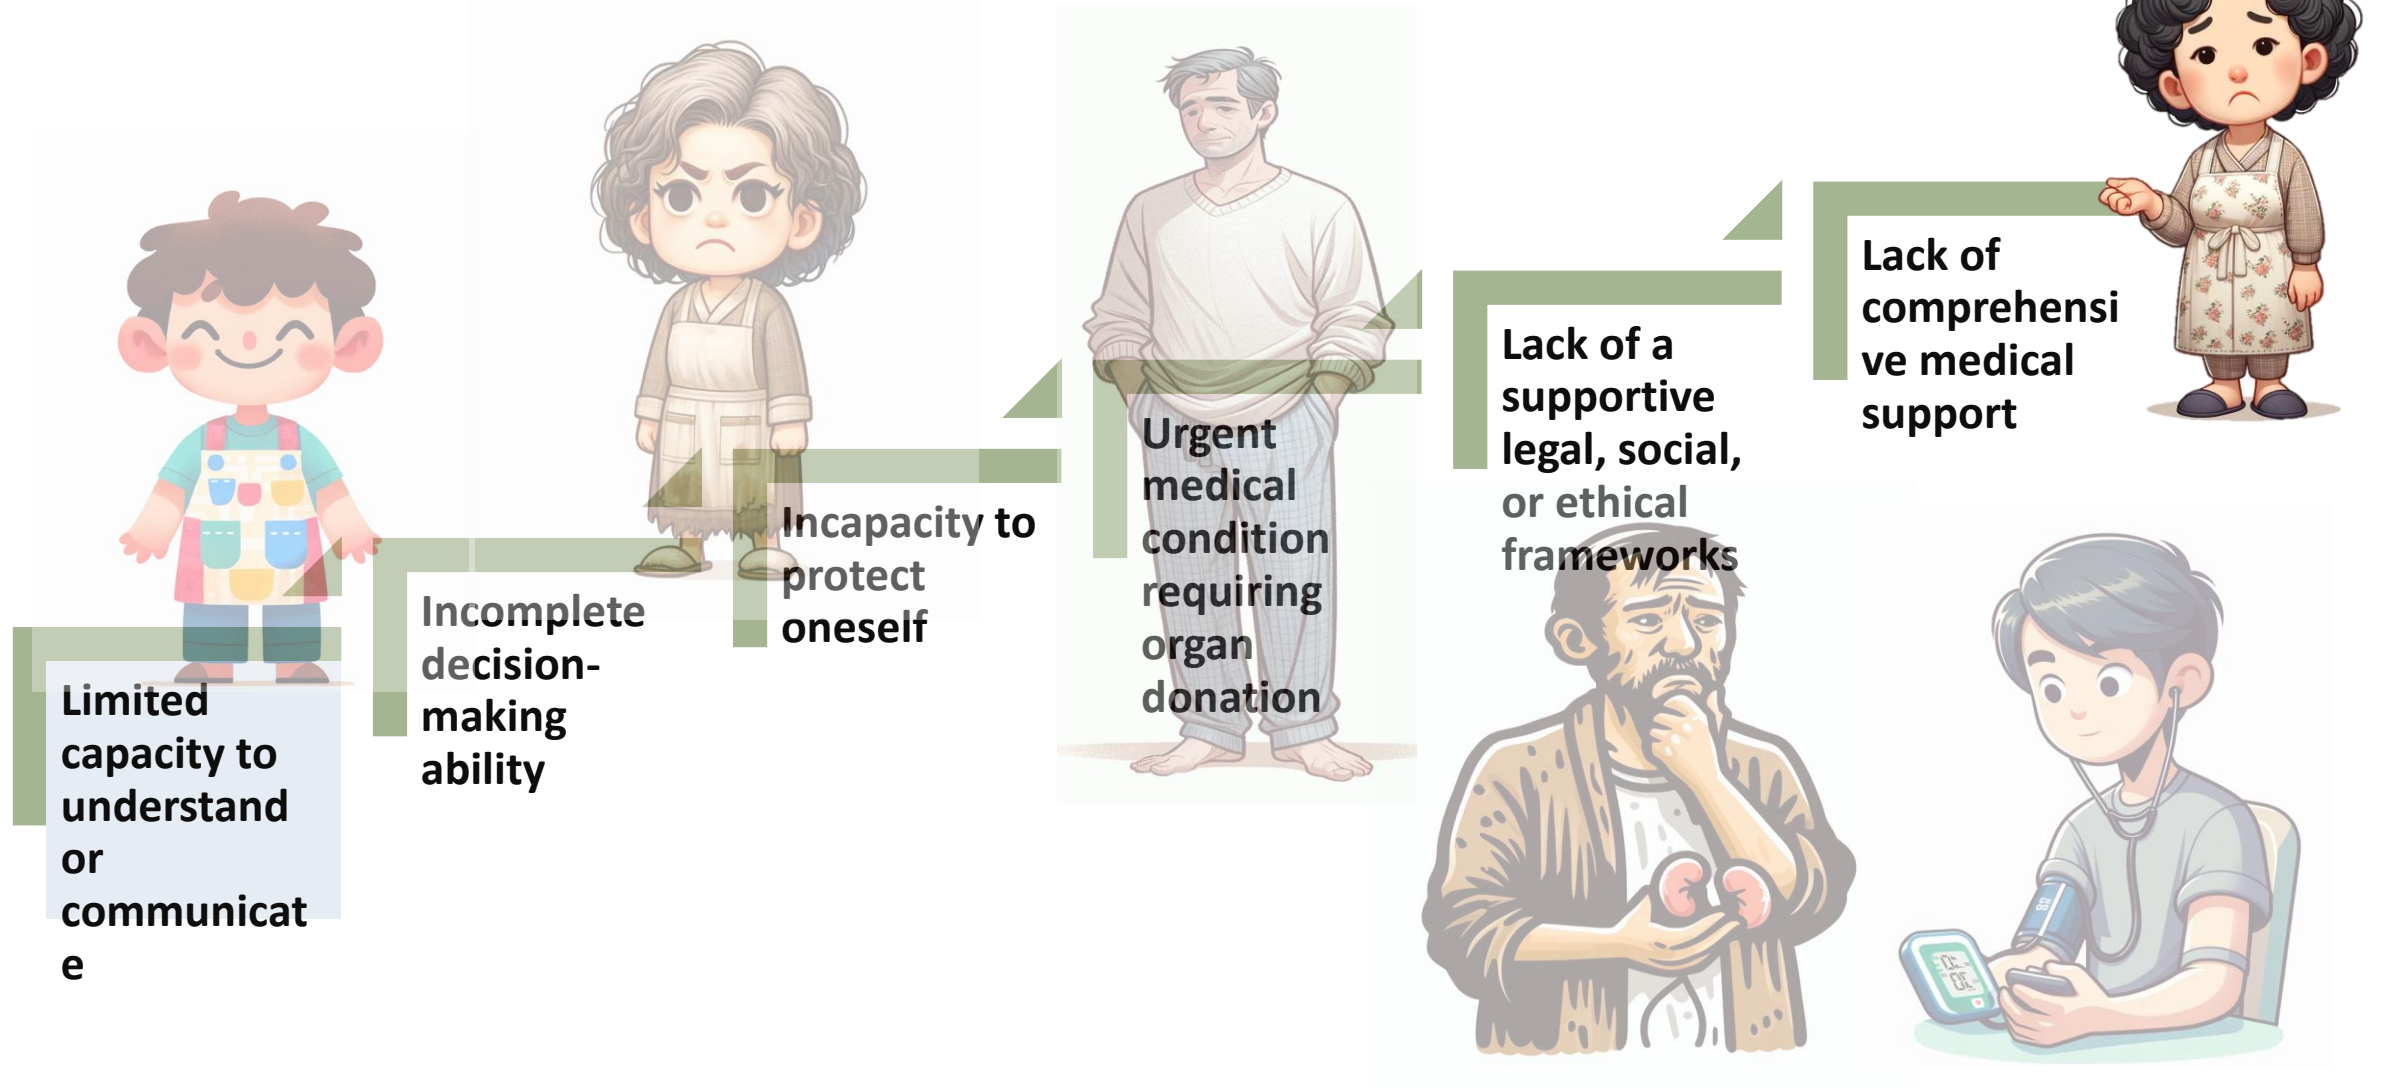 Limited
capacity to
understand
or
communicat
e
Incomplete
decision-
making
ability
Incapacity to
protect
oneself
Urgent
medical
condition
requiring
organ
donation
Lack of a
supportive
legal, social,
or ethical
frameworks
Lack of
comprehensi
ve medical
support